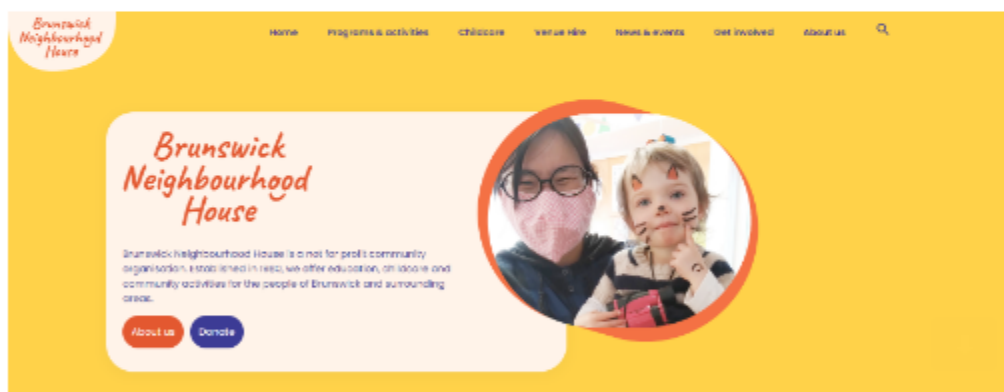 Brunswick
Neighbourhood
House
Home Programs & activities Childcare Venue Hire News & events Get involved About us
Brunswick
Neighbourhood
House
Brunswick Neighbourhood House is a not for profit community
organisation. Established in 1982, we offer education, childcare and
community activities for the people of Brunswick and surrounding
areas.
About us Donate